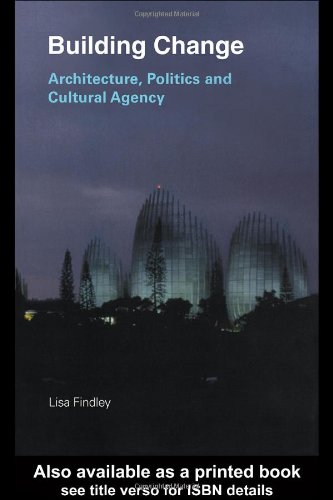 Building Change
Architecture, Politics and
Cultural Agency
Lisa Findley
Also available as a printed book
see title verso for ISBN details